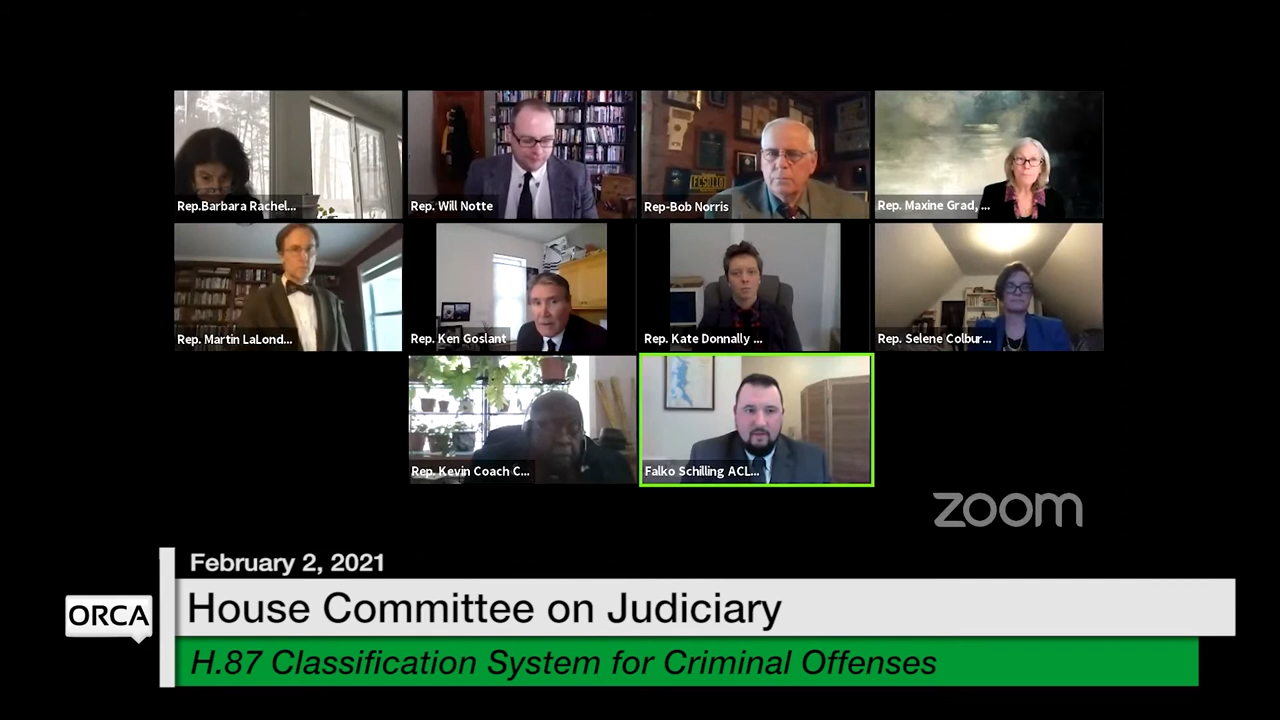 Rep.Barbara Rachel...
Rep. Will Notte
Rep-Bob Norris
Rep. Maxine Grad, ...
Rep. Martin LaLond...
Rep. Ken Goslant
Rep. Kate Donnally ...
Rep. Selene Colbur...
Rep. Kevin Coach C...
Falko Schilling ACL...
zoom
February 2, 2021
ORCA
House Committee on Judiciary
H.87 Classification System for Criminal Offenses